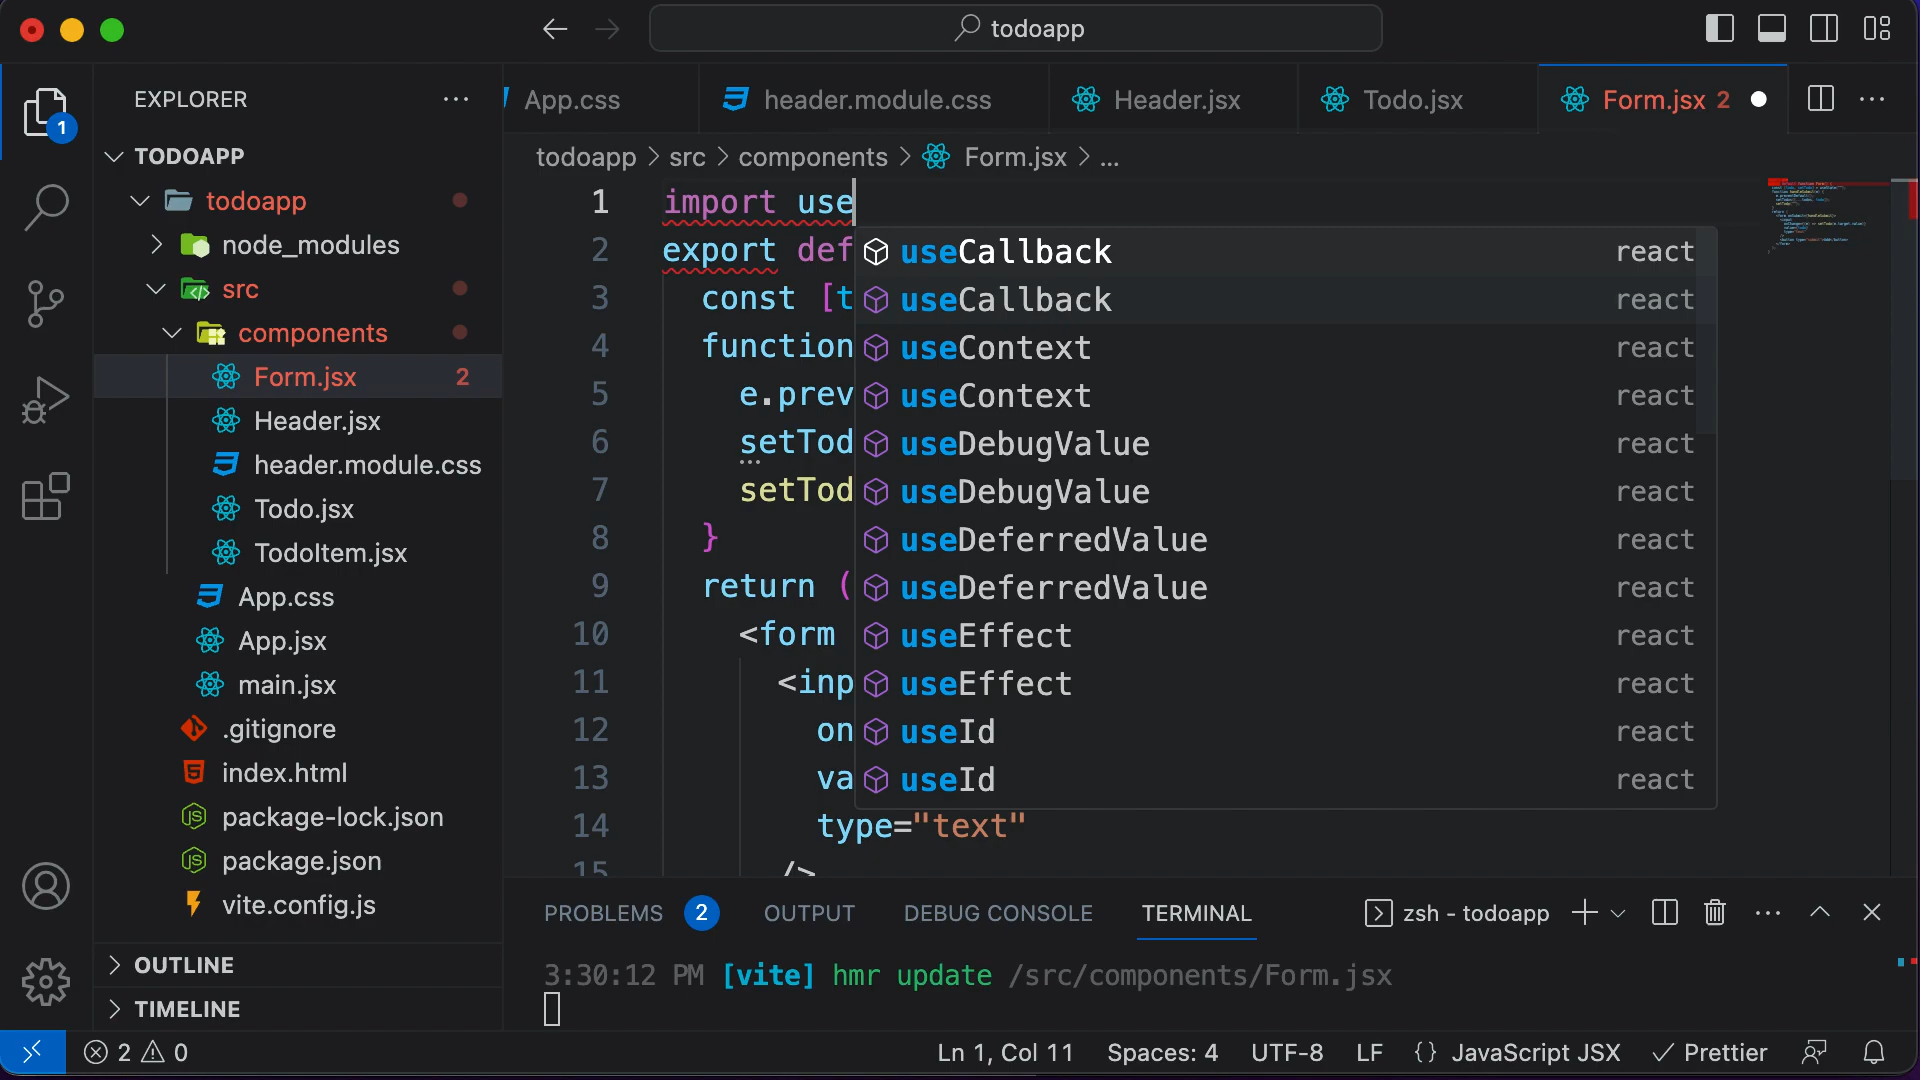 todoapp
EXPLORER
App.css
header.module.css
Header.jsx
Todo.jsx
Form.jsx 2
1
TODOAPP
todoapp
node_modules
src
components
Form.jsx 2
Header.jsx
header.module.css
Todo.jsx
TodoItem.jsx
App.css
App.jsx
main.jsx
.gitignore
index.html
package-lock.json
package.json
vite.config.js
OUTLINE
TIMELINE
todoapp > src > components > Form.jsx > ...
1 import use
2 export def
3 const [t
4 function
5 e.prev
6 setTod
7 setTod
8 }
9 return (
10 <form
11 <inp
12 on
13 va
14 type="text"
15 />
useCallback react
useCallback react
useContext react
useContext react
useDebugValue react
useDebugValue react
useDeferredValue react
useDeferredValue react
useEffect react
useEffect react
useId react
useId react
PROBLEMS 2 OUTPUT DEBUG CONSOLE TERMINAL zsh - todoapp
3:30:12 PM [vite] hmr update /src/components/Form.jsx
2 0 Ln 1, Col 11 Spaces: 4 UTF-8 LF {} JavaScript JSX Prettier